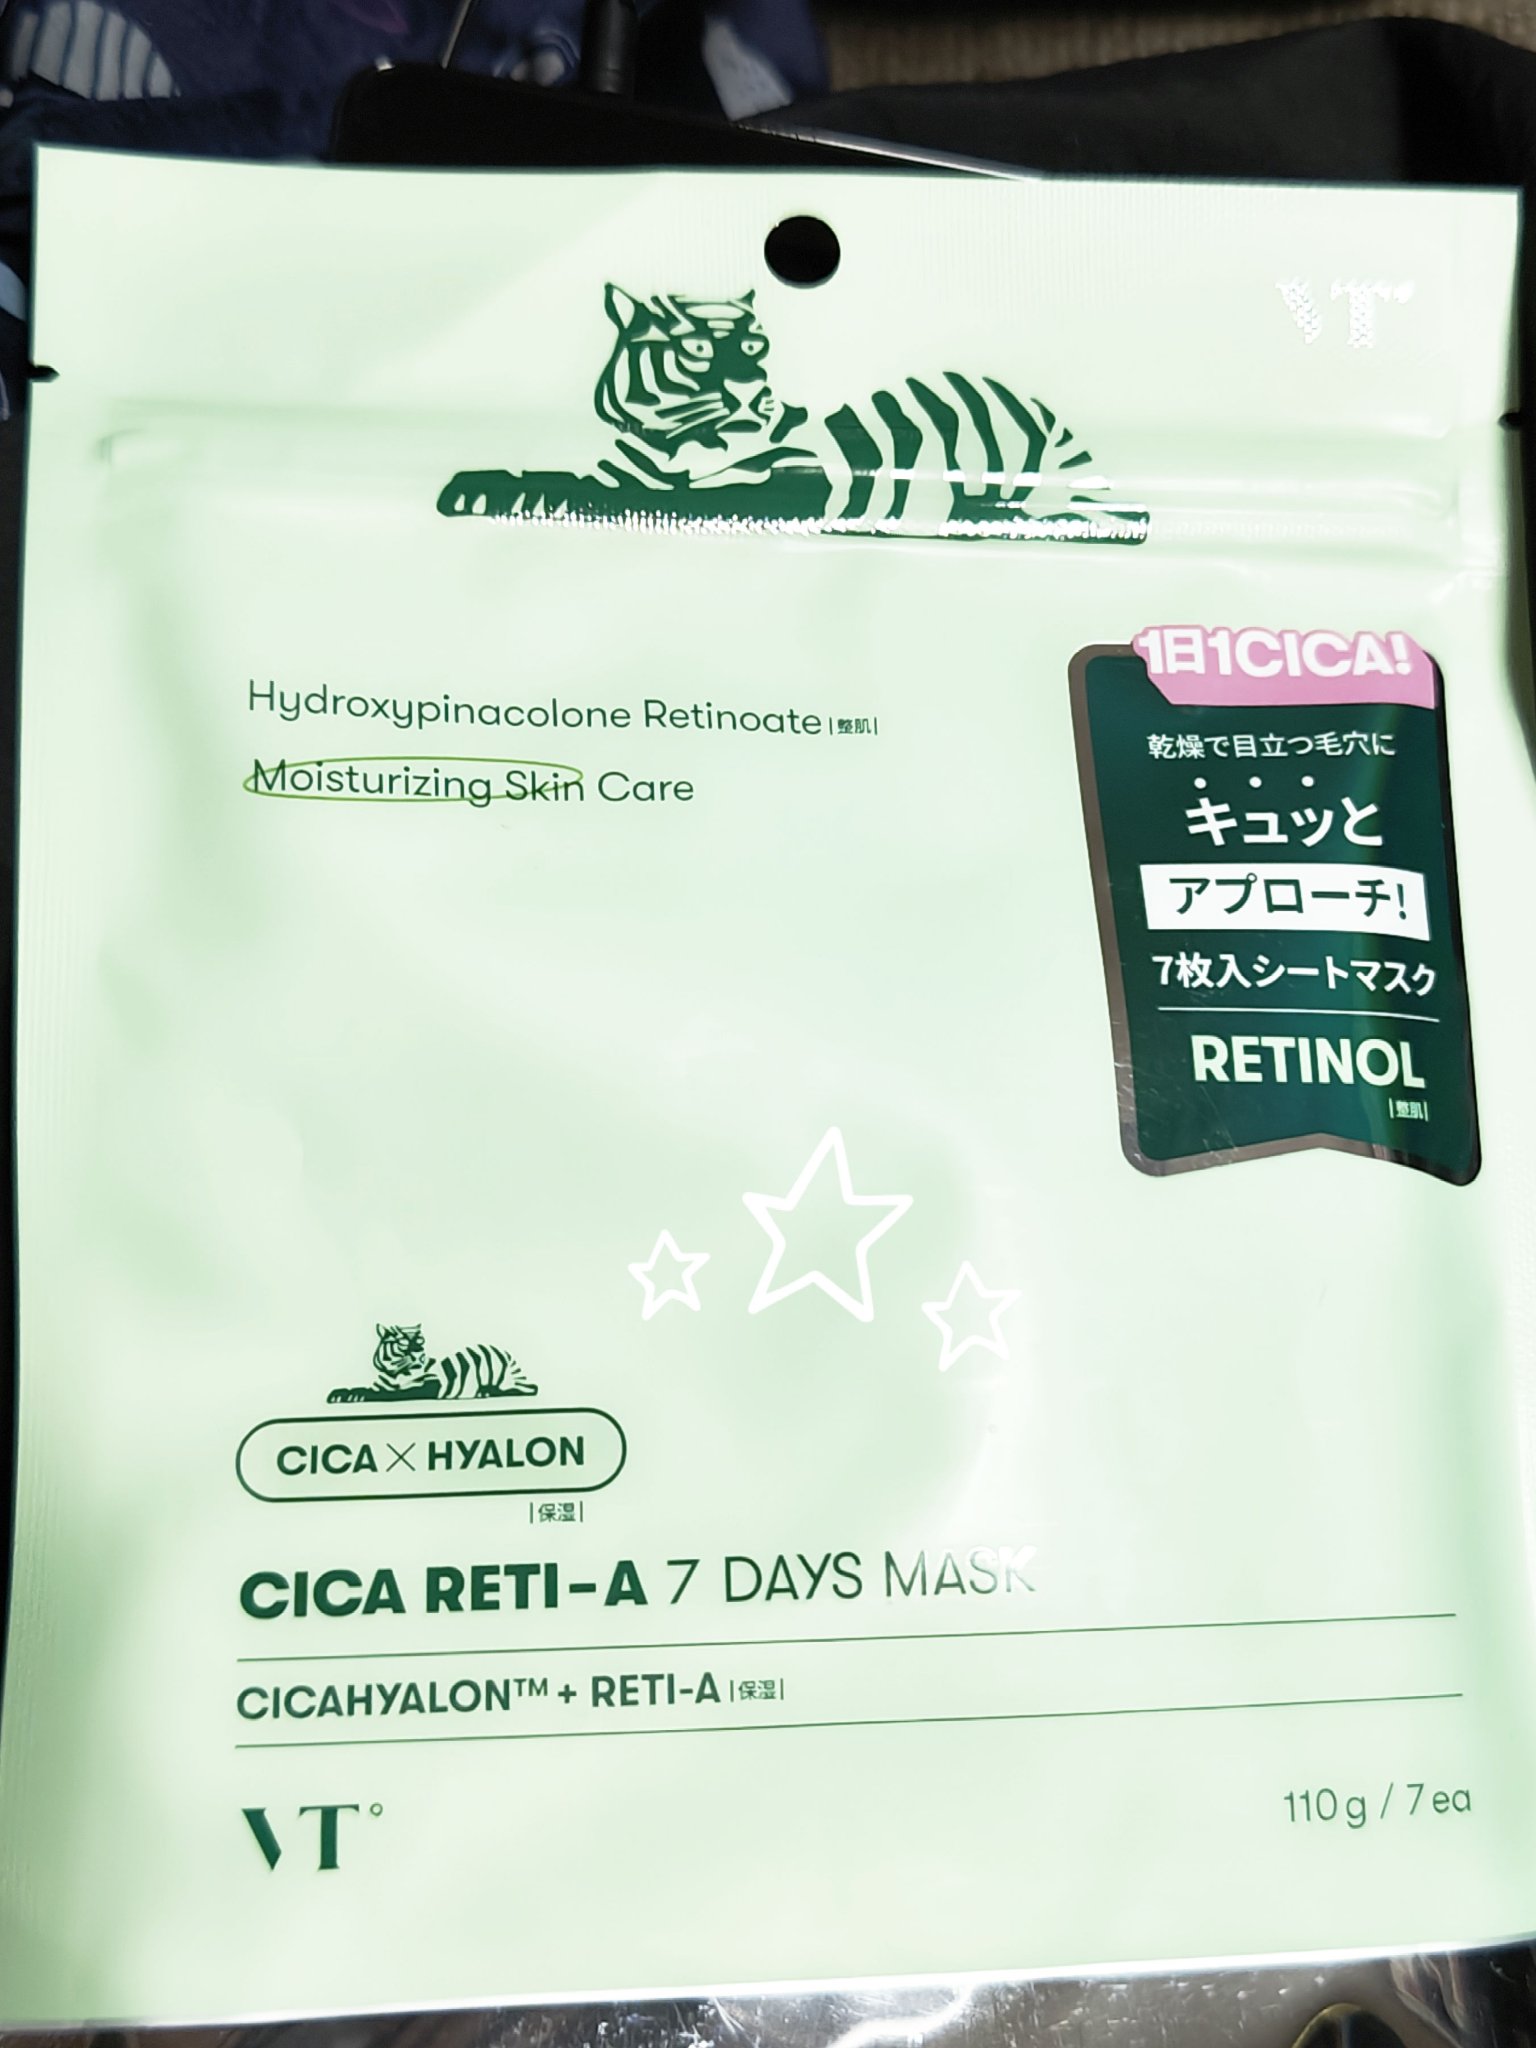 VT
Hydroxypinacolone Retinoate|整肌|
Moisturizing Skin Care
1日1CICA!
乾燥で目立つ毛穴に
キュッと
アプローチ!
7枚入シートマスク
RETINOL
|整肌|
CICA×HYALON
|保湿|
CICA RETI-A 7 DAYS MASK
CICAHYALON™ + RETI-A|保湿|
VT°
110g / 7ea